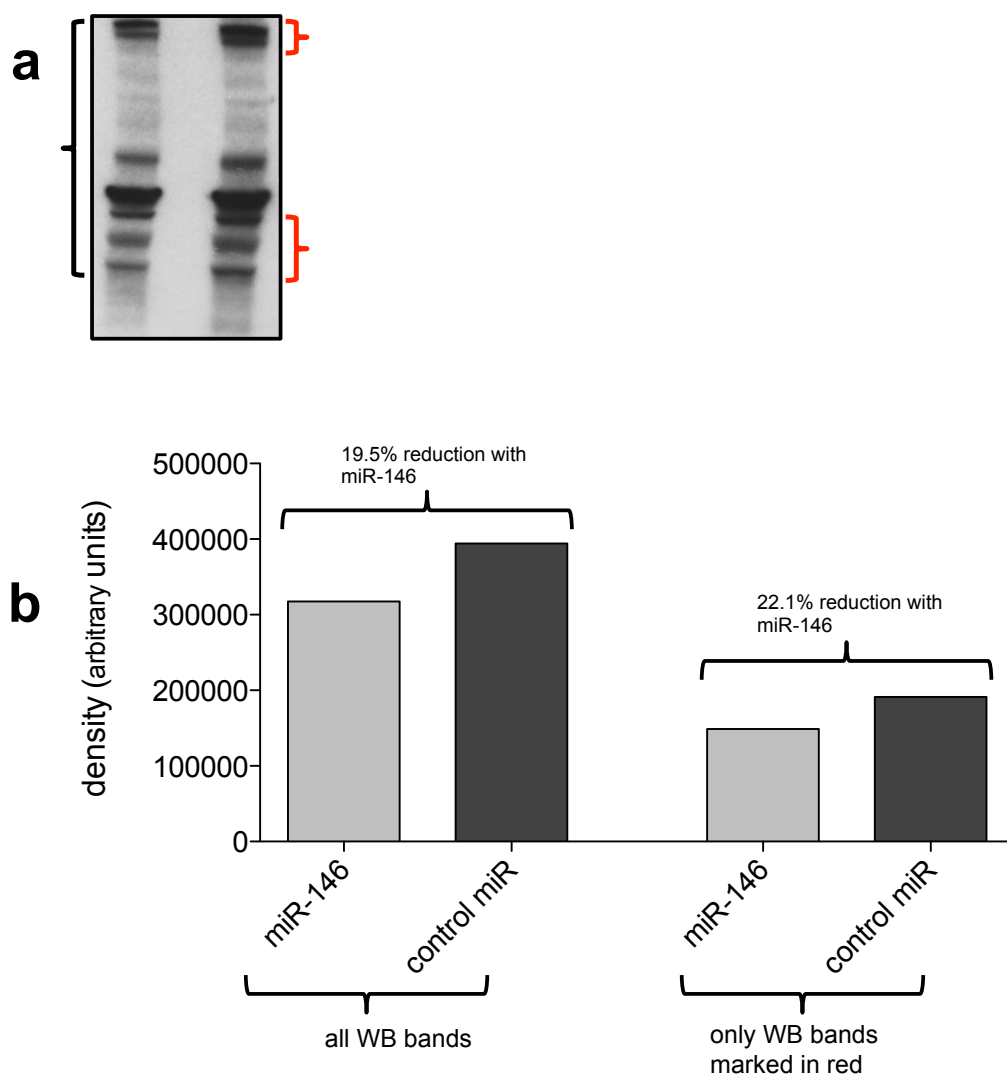 a
19.5% reduction with
miR-146
500000
400000
300000
200000
100000
0
density (arbitrary units)
b
22.1% reduction with
miR-146
miR-146
control miR
miR-146
control miR
all WB bands
only WB bands
marked in red